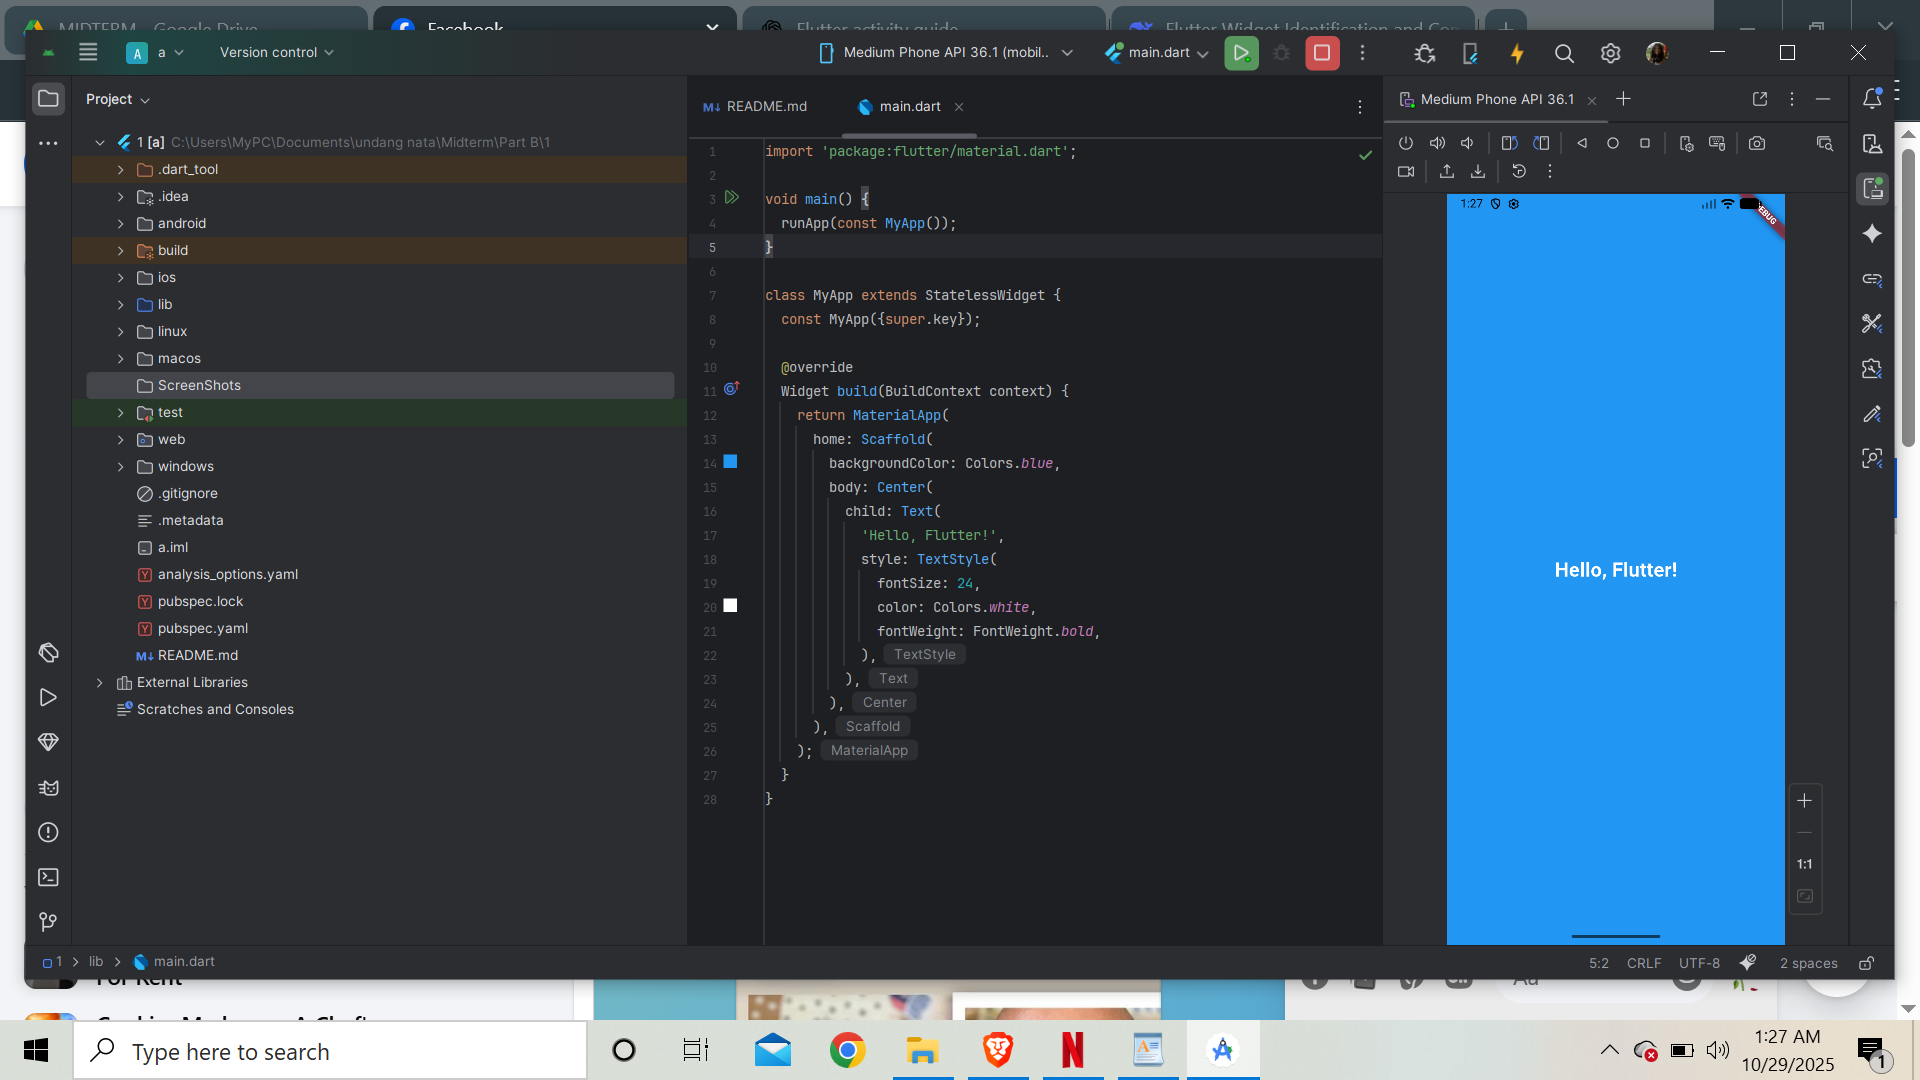 MIDTERM - Google Drive
Facebook
Flutter activity guide
Flutter Widget Identification and Co
A a
Version control
Medium Phone API 36.1 (mobil..
main.dart
Project
README.md
main.dart
Medium Phone API 36.1
1 [a] C:\Users\MyPC\Documents\undang nata\Midterm\Part B\1
.dart_tool
.idea
android
build
ios
lib
linux
macos
ScreenShots
test
web
windows
.gitignore
.metadata
a.iml
analysis_options.yaml
pubspec.lock
pubspec.yaml
README.md
External Libraries
Scratches and Consoles
1 import 'package:flutter/material.dart';
2
3 void main() {
4 runApp(const MyApp());
5 }
6
7 class MyApp extends StatelessWidget {
8 const MyApp({super.key});
9
10 @override
11 Widget build(BuildContext context) {
12 return MaterialApp(
13 home: Scaffold(
14 backgroundColor: Colors.blue,
15 body: Center(
16 child: Text(
17 'Hello, Flutter!',
18 style: TextStyle(
19 fontSize: 24,
20 color: Colors.white,
21 fontWeight: FontWeight.bold,
22 ), TextStyle
23 ), Text
24 ), Center
25 ), Scaffold
26 ); MaterialApp
27 }
28 }
1:27
EBUG
Hello, Flutter!
1:1
1 > lib > main.dart
5:2 CRLF UTF-8 2 spaces
For Rent
Aa
Type here to search
1:27 AM
10/29/2025
1